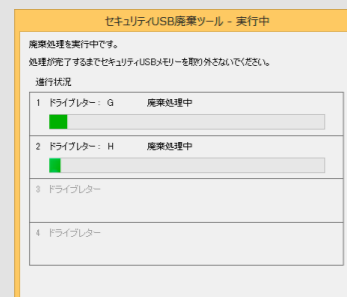 セキュリティUSB廃棄ツール - 実行中
廃棄処理を実行中です。
処理が完了するまでセキュリティUSBメモリーを取り外さないでください。
進行状況
1 ドライブレター： G 廃棄処理中
2 ドライブレター： H 廃棄処理中
3 ドライブレター
4 ドライブレター